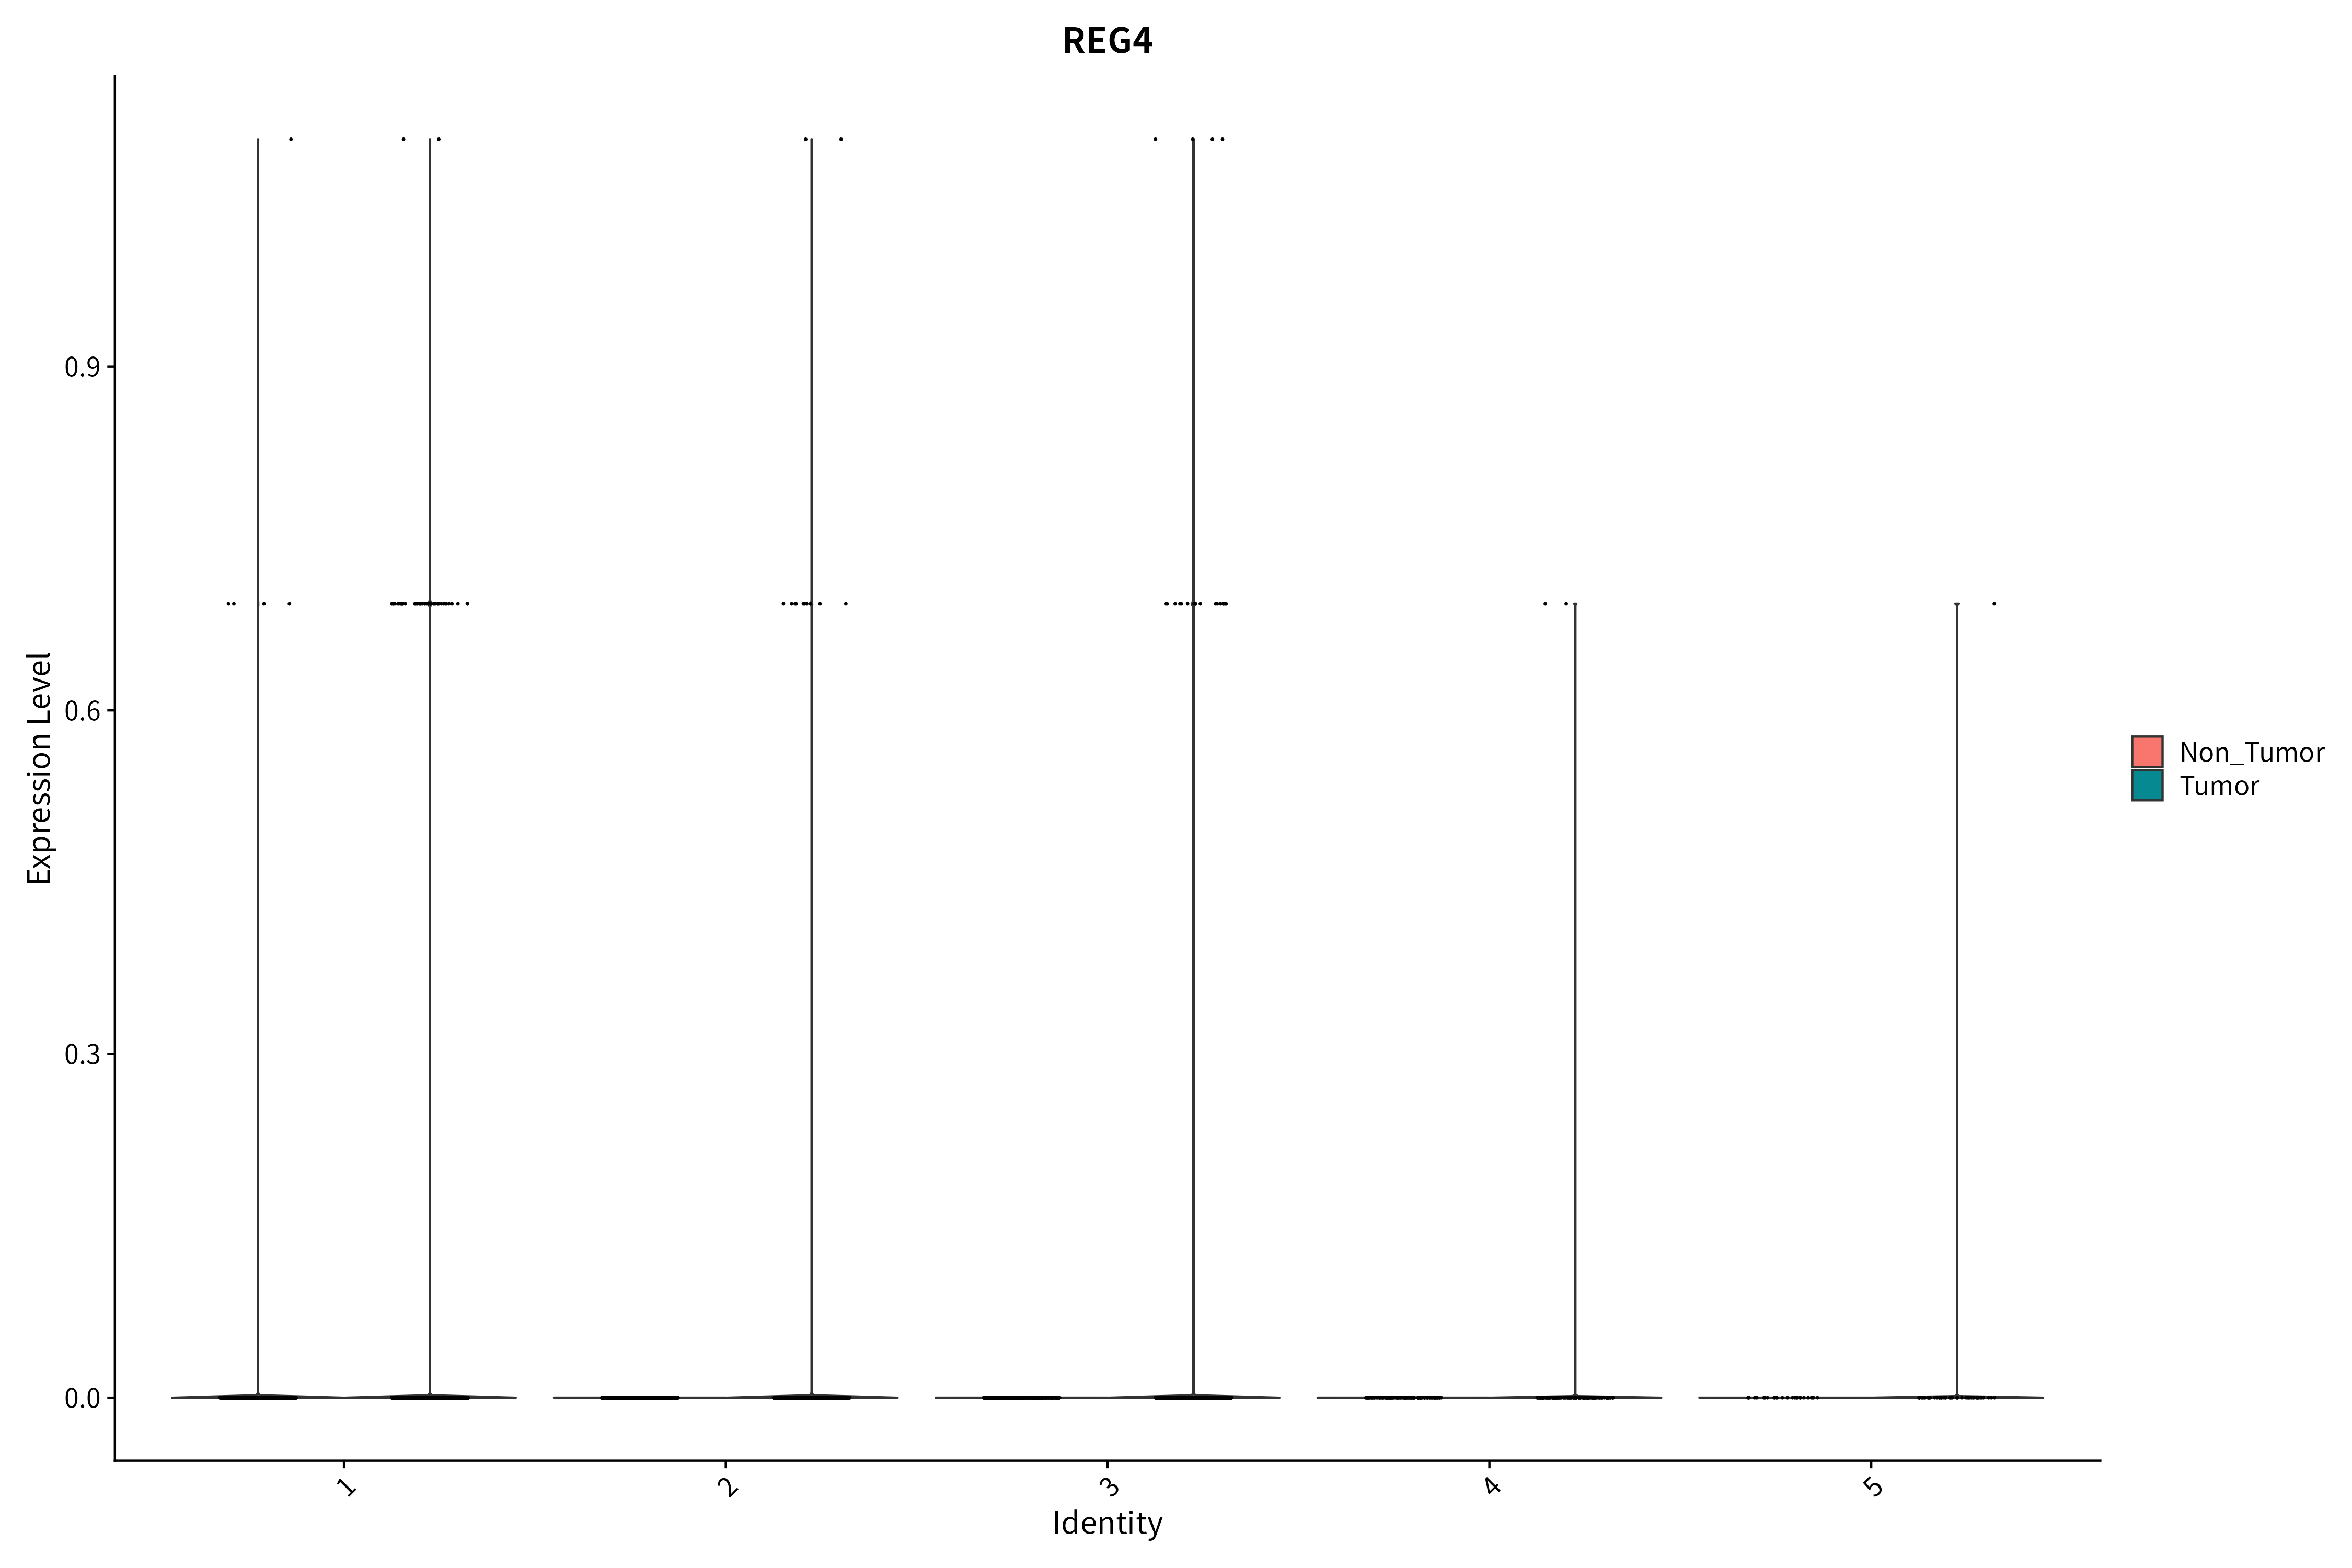 REG4
Expression Level
0.9
0.6
0.3
0.0
1
2
3
4
5
Identity
Non_Tumor
Tumor